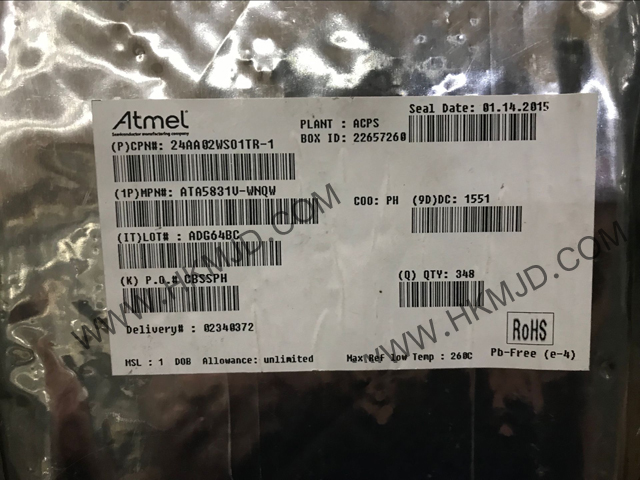 Atmel
Semiconductor manufacturing company
Seal Date: 01.14.2015
PLANT : ACPS
BOX ID: 22657260
(P)CPN#: 24AA02WSO1TR-1
(1P)MPN#: ATA5831V-WNQW
COO: PH
(9D)DC: 1551
(IT)LOT# : ADG64BC
(K) P.O.# CBSSPH
(Q) QTY: 348
Delivery# : 02340372
RoHS
MSL : 1 DOB Allowance: unlimited
Max Ref low Temp : 260C
Pb-Free (e-4)
WWW.HKMJD.COM
WWW.HKMJD.COM